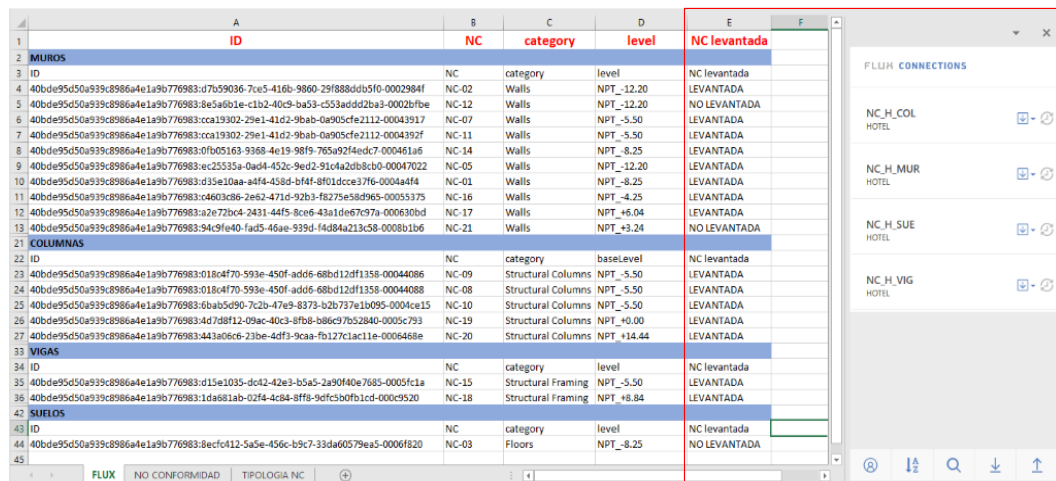 A B C D E F
1 ID NC category level NC levantada
2 MUROS
3 ID NC category level NC levantada
4 40bde95d50a939c8986a4e1a9b776983:d7b59036-7ce5-416b-9860-29f888ddb5f0-0002984f NC-02 Walls NPT_-12.20 LEVANTADA
5 40bde95d50a939c8986a4e1a9b776983:8e5a6b1e-c1b2-40c9-ba53-c553addd2ba3-0002bfbe NC-12 Walls NPT_-12.20 NO LEVANTADA
6 40bde95d50a939c8986a4e1a9b776983:cca19302-29e1-41d2-9bab-0a905cfe2112-00043917 NC-07 Walls NPT_-5.50 LEVANTADA
7 40bde95d50a939c8986a4e1a9b776983:cca19302-29e1-41d2-9bab-0a905cfe2112-0004392f NC-11 Walls NPT_-5.50 LEVANTADA
8 40bde95d50a939c8986a4e1a9b776983:0fb05163-9368-4e19-98f9-765a92f4edc7-000461a6 NC-14 Walls NPT_-8.25 LEVANTADA
9 40bde95d50a939c8986a4e1a9b776983:ec25535a-0ad4-452c-9ed2-91c4a2db8cb0-00047022 NC-05 Walls NPT_-12.20 LEVANTADA
10 40bde95d50a939c8986a4e1a9b776983:d35e10aa-a4f4-458d-bf4f-8f01dcce37f6-0004a4f4 NC-01 Walls NPT_-8.25 LEVANTADA
11 40bde95d50a939c8986a4e1a9b776983:c4603c86-2e62-471d-92b3-f8275e58d965-00055375 NC-16 Walls NPT_-4.25 LEVANTADA
12 40bde95d50a939c8986a4e1a9b776983:a2e72bc4-2431-44f5-8ce6-43a1de67c97a-000630bd NC-17 Walls NPT_+6.04 LEVANTADA
13 40bde95d50a939c8986a4e1a9b776983:94c9fe40-fad5-46ae-939d-f4d84a213c58-0008b1b6 NC-21 Walls NPT_+3.24 NO LEVANTADA
21 COLUMNAS
22 ID NC category baseLevel NC levantada
23 40bde95d50a939c8986a4e1a9b776983:018c4f70-593e-450f-add6-68bd12df1358-00044086 NC-09 Structural Columns NPT_-5.50 LEVANTADA
24 40bde95d50a939c8986a4e1a9b776983:018c4f70-593e-450f-add6-68bd12df1358-00044088 NC-08 Structural Columns NPT_-5.50 LEVANTADA
25 40bde95d50a939c8986a4e1a9b776983:6bab5d90-7c2b-47e9-8373-b2b737e1b095-0004ce15 NC-10 Structural Columns NPT_-5.50 LEVANTADA
26 40bde95d50a939c8986a4e1a9b776983:4d7d8f12-09ac-40c3-8fb8-b86c97b52840-0005c793 NC-19 Structural Columns NPT_+0.00 LEVANTADA
27 40bde95d50a939c8986a4e1a9b776983:443a06c6-23be-4df3-9caa-fb127c1ac11e-0006468e NC-20 Structural Columns NPT_+14.44 LEVANTADA
33 VIGAS
34 ID NC category level NC levantada
35 40bde95d50a939c8986a4e1a9b776983:d15e1035-dc42-42e3-b5a5-2a90f40e7685-0005fc1a NC-15 Structural Framing NPT_-5.50 LEVANTADA
36 40bde95d50a939c8986a4e1a9b776983:1da681ab-02f4-4c84-8ff8-9dfc5b0fb1cd-000c9520 NC-18 Structural Framing NPT_+8.84 LEVANTADA
42 SUELOS
43 ID NC category level NC levantada
44 40bde95d50a939c8986a4e1a9b776983:8ecfc412-5a5e-456c-b9c7-33da60579ea5-0006f820 NC-03 Floors NPT_-8.25 NO LEVANTADA
45
FLUX NO CONFORMIDAD TIPOLOGIA NC
FLUX CONNECTIONS
NC_H_COL
HOTEL
NC_H_MUR
HOTEL
NC_H_SUE
HOTEL
NC_H_VIG
HOTEL